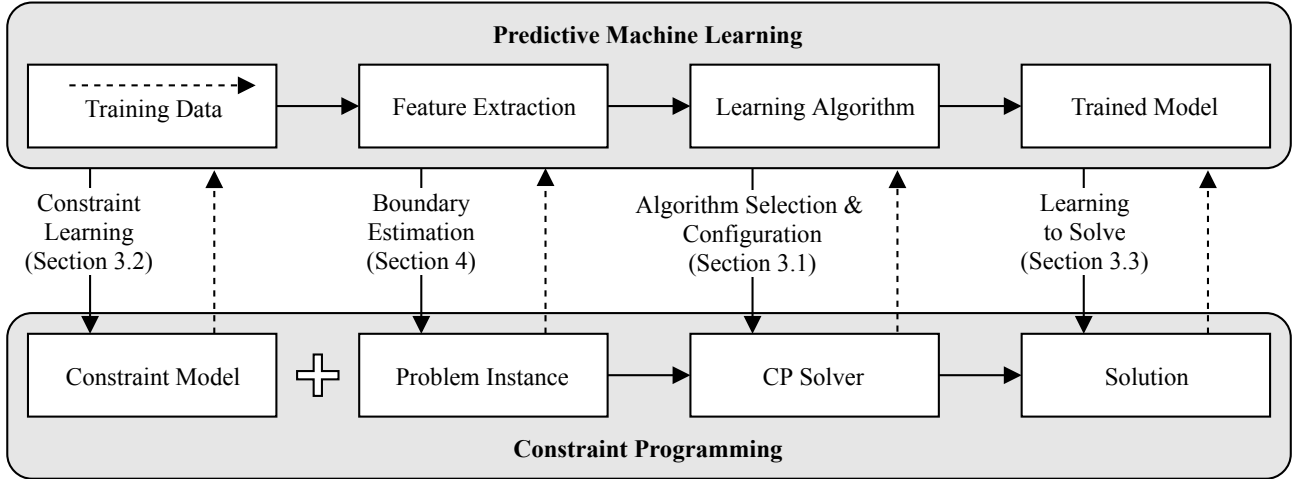 Predictive Machine Learning
Training Data
Feature Extraction
Learning Algorithm
Trained Model
Constraint
Learning
(Section 3.2)
Boundary
Estimation
(Section 4)
Algorithm Selection &
Configuration
(Section 3.1)
Learning
to Solve
(Section 3.3)
Constraint Model
Problem Instance
CP Solver
Solution
Constraint Programming